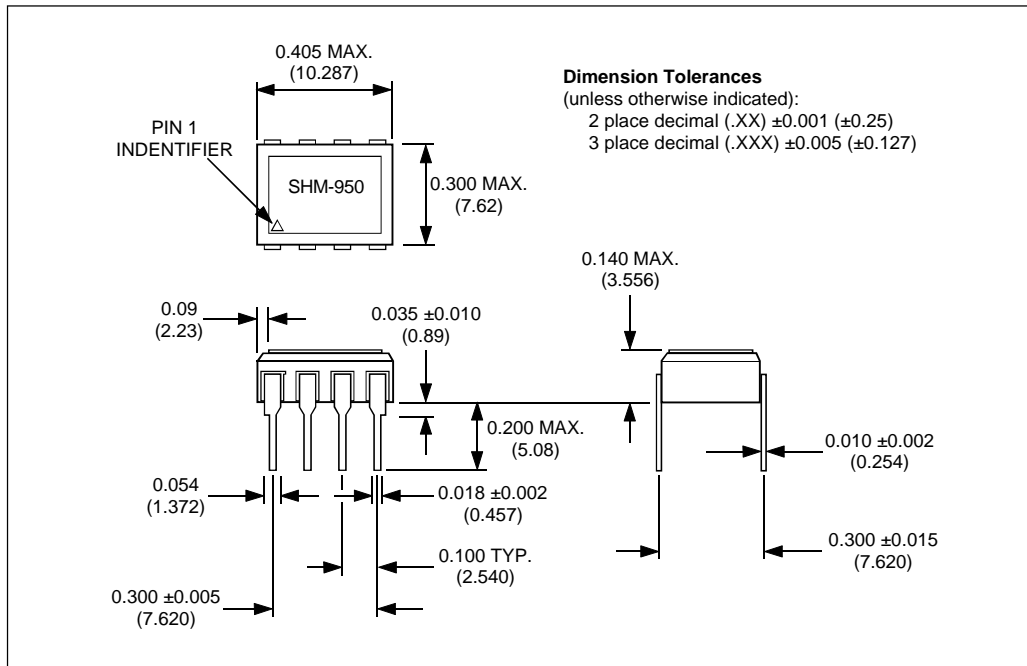 0.405 MAX.
(10.287)
Dimension Tolerances
(unless otherwise indicated):
2 place decimal (.XX) ±0.001 (±0.25)
3 place decimal (.XXX) ±0.005 (±0.127)
PIN 1
INDENTIFIER
SHM-950
0.300 MAX.
(7.62)
0.140 MAX.
(3.556)
0.09
(2.23)
0.035 ±0.010
(0.89)
0.200 MAX.
(5.08)
0.010 ±0.002
(0.254)
0.054
(1.372)
0.018 ±0.002
(0.457)
0.100 TYP.
(2.540)
0.300 ±0.015
(7.620)
0.300 ±0.005
(7.620)